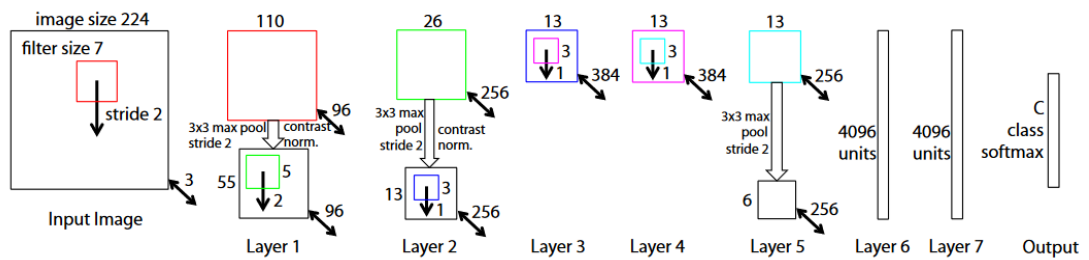 image size 224
filter size 7
stride 2
3
Input Image
110
96
3x3 max pool
stride 2
contrast
norm.
55
5
2
96
Layer 1
26
256
3x3 max
pool
stride 2
contrast
norm.
13
3
1
256
Layer 2
13
3
1
384
Layer 3
13
3
1
384
Layer 4
13
256
3x3 max
pool
stride 2
6
256
Layer 5
4096
units
Layer 6
4096
units
Layer 7
C
class
softmax
Output